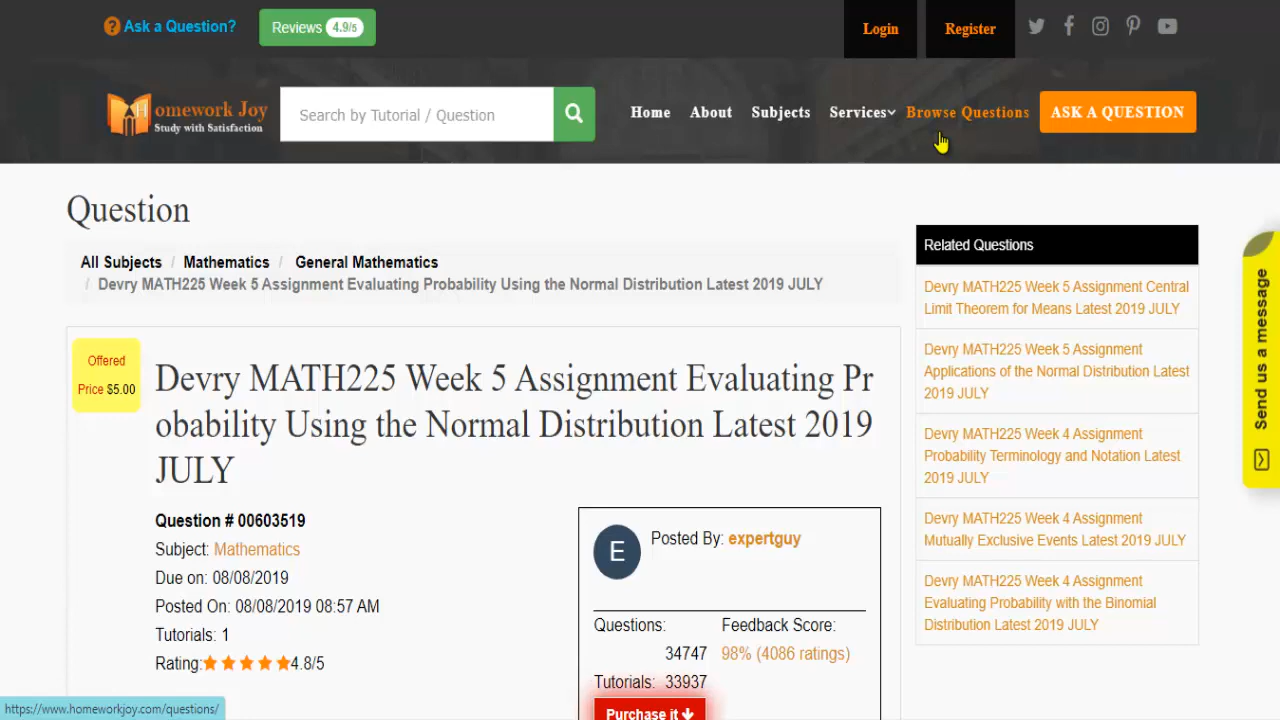 Ask a Question?
Reviews 4.9/5
Login
Register
omework Joy
Study with Satisfaction
Search by Tutorial / Question
Home
About
Subjects
Services
Browse Questions
ASK A QUESTION
Question
All Subjects / Mathematics / General Mathematics
/ Devry MATH225 Week 5 Assignment Evaluating Probability Using the Normal Distribution Latest 2019 JULY
Offered
Price $5.00
Devry MATH225 Week 5 Assignment Evaluating Pr
obability Using the Normal Distribution Latest 2019
JULY
Question # 00603519
Subject: Mathematics
Due on: 08/08/2019
Posted On: 08/08/2019 08:57 AM
Tutorials: 1
Rating: 4.8/5
E
Posted By: expertguy
Questions:
34747
Feedback Score:
98% (4086 ratings)
Tutorials: 33937
Purchase it
Related Questions
Devry MATH225 Week 5 Assignment Central
Limit Theorem for Means Latest 2019 JULY
Devry MATH225 Week 5 Assignment
Applications of the Normal Distribution Latest
2019 JULY
Devry MATH225 Week 4 Assignment
Probability Terminology and Notation Latest
2019 JULY
Devry MATH225 Week 4 Assignment
Mutually Exclusive Events Latest 2019 JULY
Devry MATH225 Week 4 Assignment
Evaluating Probability with the Binomial
Distribution Latest 2019 JULY
Send us a message
https://www.homeworkjoy.com/questions/